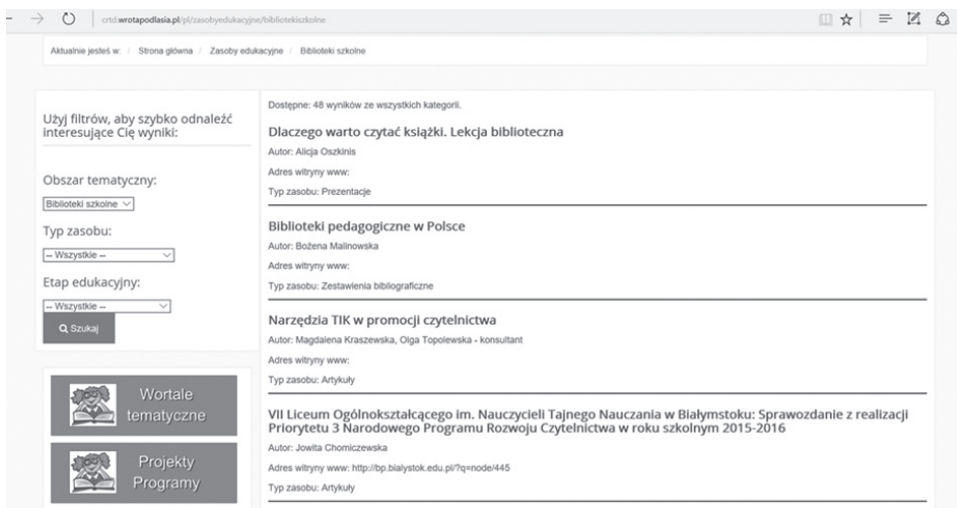 crtd.wrotapodlasia.pl/pl/zasobyedukacyjne/bibliotekiszkolne
Aktualnie jesteś w: / Strona główna / Zasoby edukacyjne / Biblioteki szkolne
Użyj filtrów, aby szybko odnaleźć
interesujące Cię wyniki:
Obszar tematyczny:
Biblioteki szkolne
Typ zasobu:
-- Wszystkie --
Etap edukacyjny:
-- Wszystkie --
Szukaj
Wortale
tematyczne
Projekty
Programy
Dostępne: 48 wyników ze wszystkich kategorii.
Dlaczego warto czytać książki. Lekcja biblioteczna
Autor: Alicja Oszkinis
Adres witryny www:
Typ zasobu: Prezentacje
Biblioteki pedagogiczne w Polsce
Autor: Bożena Malinowska
Adres witryny www:
Typ zasobu: Zestawienia bibliograficzne
Narzędzia TIK w promocji czytelnictwa
Autor: Magdalena Kraszewska, Olga Topolewska - konsultant
Adres witryny www:
Typ zasobu: Artykuły
VII Liceum Ogólnokształcącego im. Nauczycieli Tajnego Nauczania w Białymstoku: Sprawozdanie z realizacji
Priorytetu 3 Narodowego Programu Rozwoju Czytelnictwa w roku szkolnym 2015-2016
Autor: Jowita Chomiczewska
Adres witryny www: http://bp.bialystok.edu.pl/?q=node/445
Typ zasobu: Artykuły